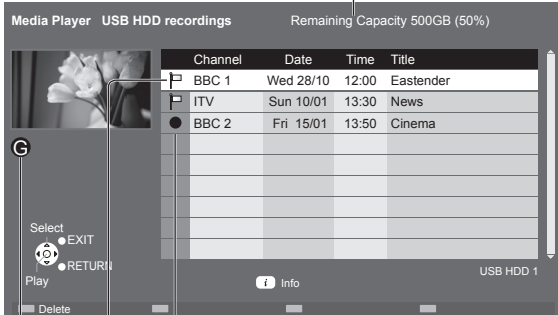 Media Player USB HDD recordings Remaining Capacity 500GB (50%)
Channel Date Time Title
BBC 1 Wed 28/10 12:00 Eastender
ITV Sun 10/01 13:30 News
BBC 2 Fri 15/01 13:50 Cinema
G
Select
EXIT
RETURN
Play
i Info
USB HDD 1
Delete